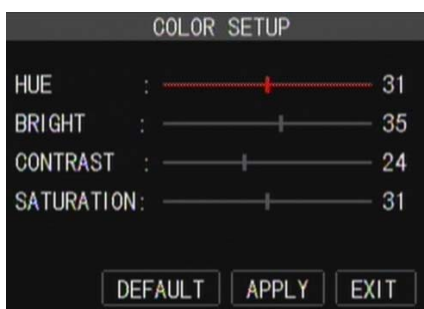 COLOR SETUP
HUE : 31
BRIGHT : 35
CONTRAST : 24
SATURATION: 31
DEFAULT APPLY EXIT